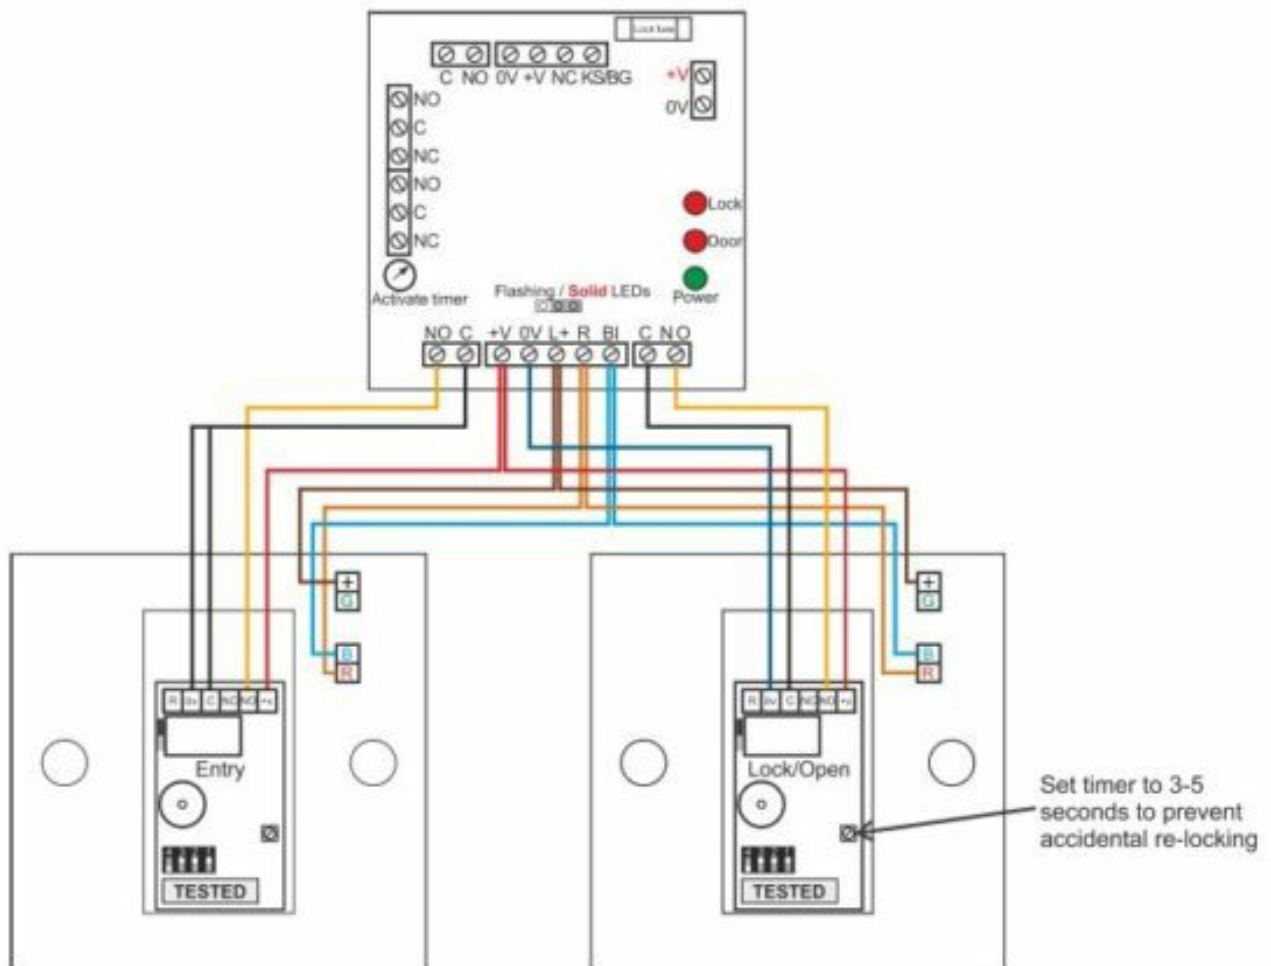 Lock fuse
C NO 0V +V NC KS/BG
+V
0V
NO
C
NC
NO
C
NC
Lock
Door
Power
Activate timer
Flashing / Solid LEDs
NO C +V 0V L+ R BI C NO
+
G
B
R
R 0v C NC NO +v
Entry
TESTED
+
G
B
R
R 0v C NC NO +v
Lock/Open
TESTED
Set timer to 3-5
seconds to prevent
accidental re-locking